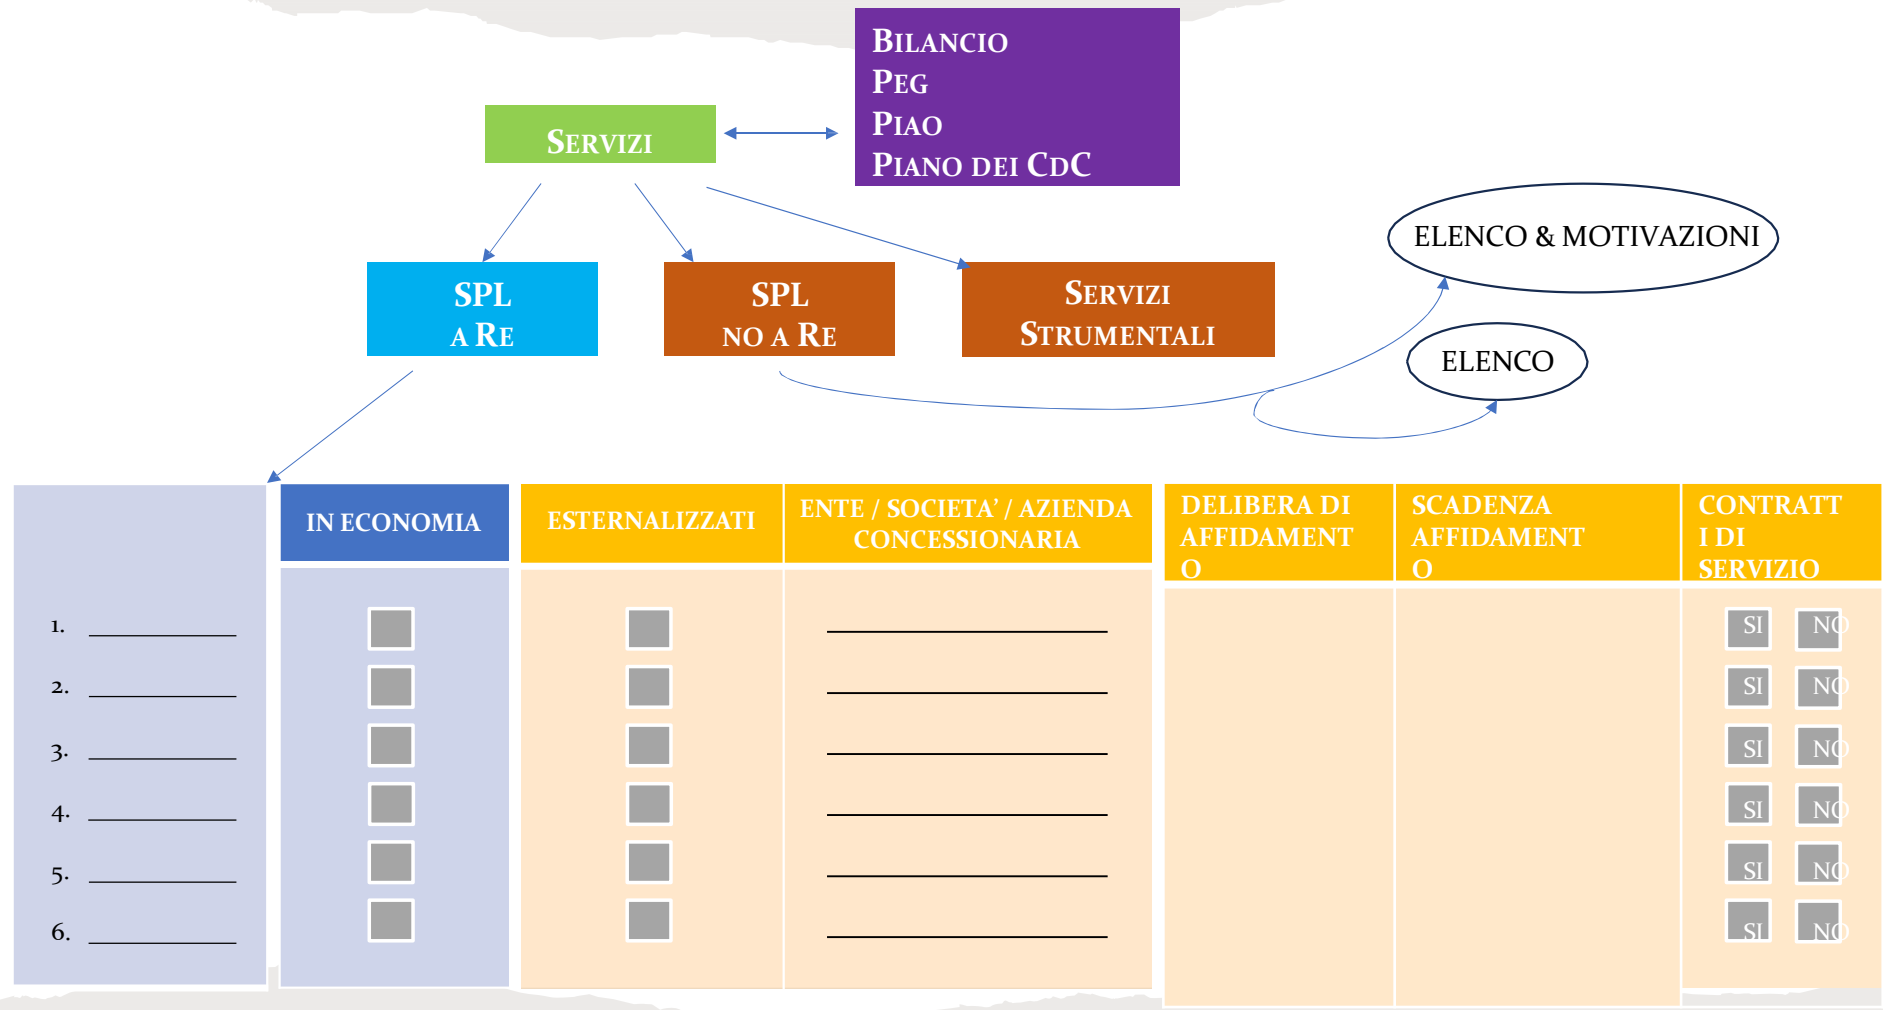 BILANCIO
PEG
PIAO
PIANO DEI CDC
SERVIZI
ELENCO & MOTIVAZIONI
SPL
A RE
SPL
NO A RE
SERVIZI
STRUMENTALI
ELENCO
IN ECONOMIA
ESTERNALIZZATI
ENTE / SOCIETA' / AZIENDA
CONCESSIONARIA
DELIBERA DI
AFFIDAMENT
O
SCADENZA
AFFIDAMENT
O
CONTRATT
I DI
SERVIZIO
1. SI NO
2. SI NO
3. SI NO
4. SI NO
5. SI NO
6. SI NO